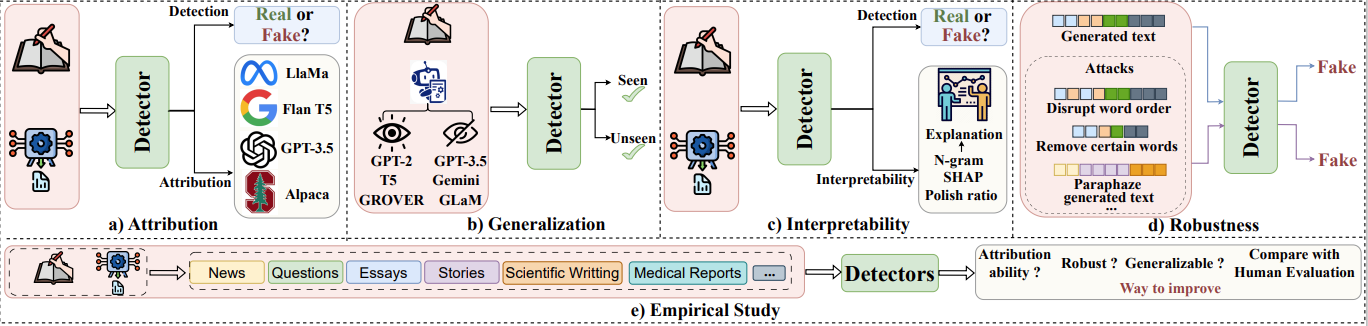 Detection
Real or
Fake?
Detector
Attribution
LlaMa
Flan T5
GPT-3.5
Alpaca
a) Attribution
GPT-2
T5
GROVER
GPT-3.5
Gemini
GLaM
Detector
Seen
Unseen
b) Generalization
Detection
Real or
Fake?
Detector
Interpretability
Explanation
N-gram
SHAP
Polish ratio
c) Interpretability
Generated text
Attacks
Disrupt word order
Remove certain words
Paraphaze
generated text
...
Detector
Fake
Fake
d) Robustness
News
Questions
Essays
Stories
Scientific Writting
Medical Reports
...
Detectors
Attribution
ability ?
Robust ?
Generalizable ?
Compare with
Human Evaluation
Way to improve
e) Empirical Study